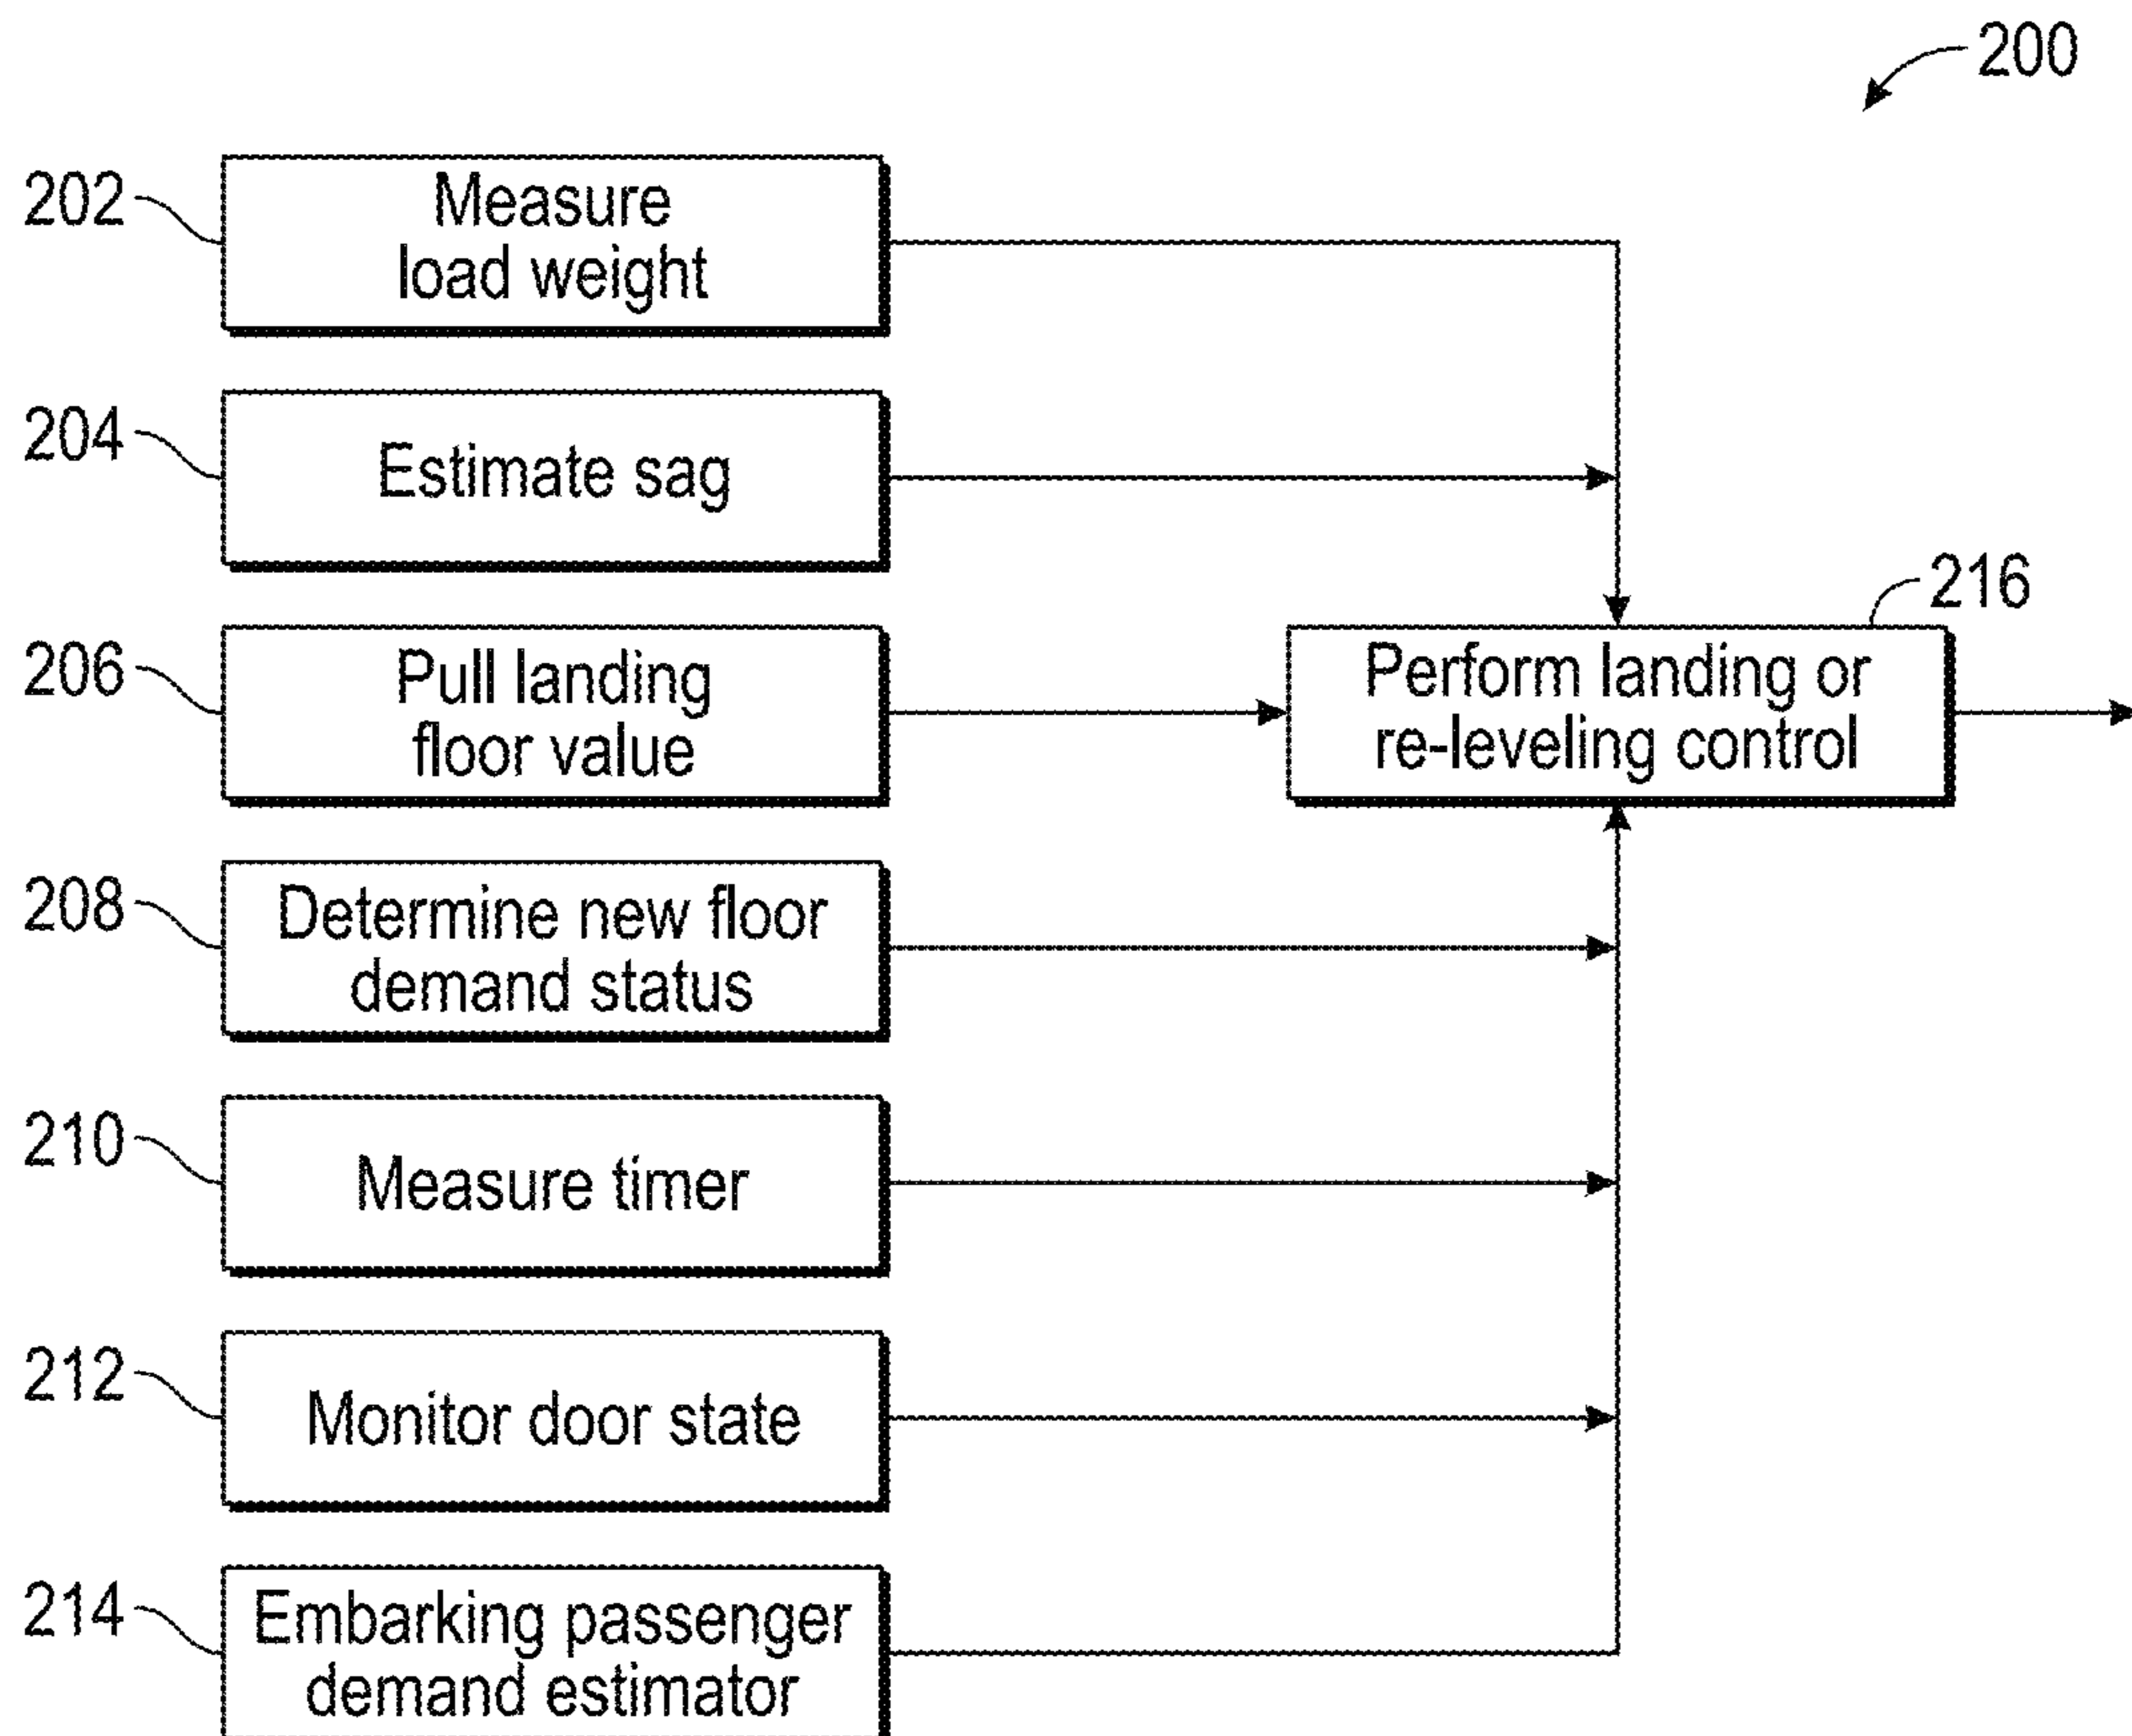 200
202
Measure
load weight
204
Estimate sag
216
206
Pull landing
floor value
Perform landing or
re-leveling control
208
Determine new floor
demand status
210
Measure timer
212
Monitor door state
214
Embarking passenger
demand estimator